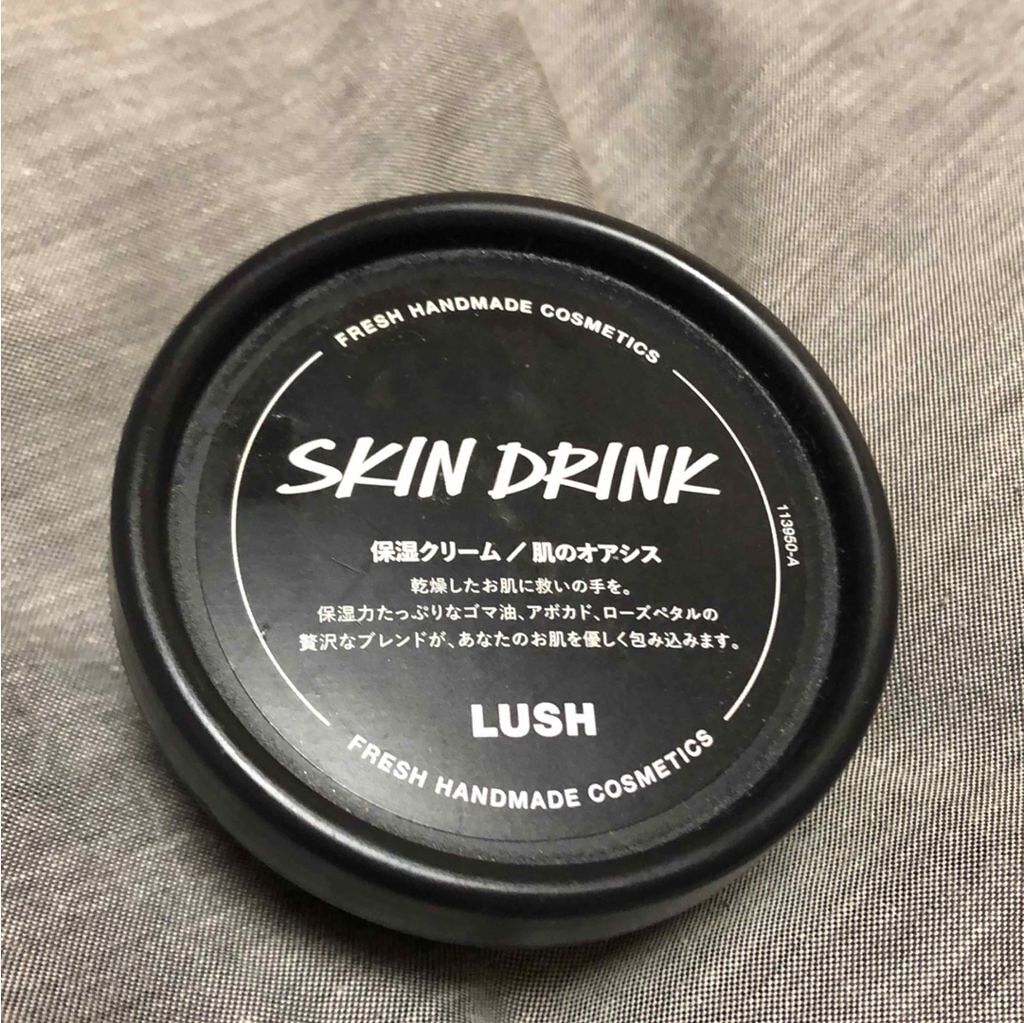 FRESH HANDMADE COSMETICS
SKIN DRINK
保湿クリーム／肌のオアシス
乾燥したお肌に救いの手を。
保湿力たっぷりなゴマ油、アボカド、ローズペタルの
贅沢なブレンドが、あなたのお肌を優しく包み込みます。
LUSH
FRESH HANDMADE COSMETICS
113950-A